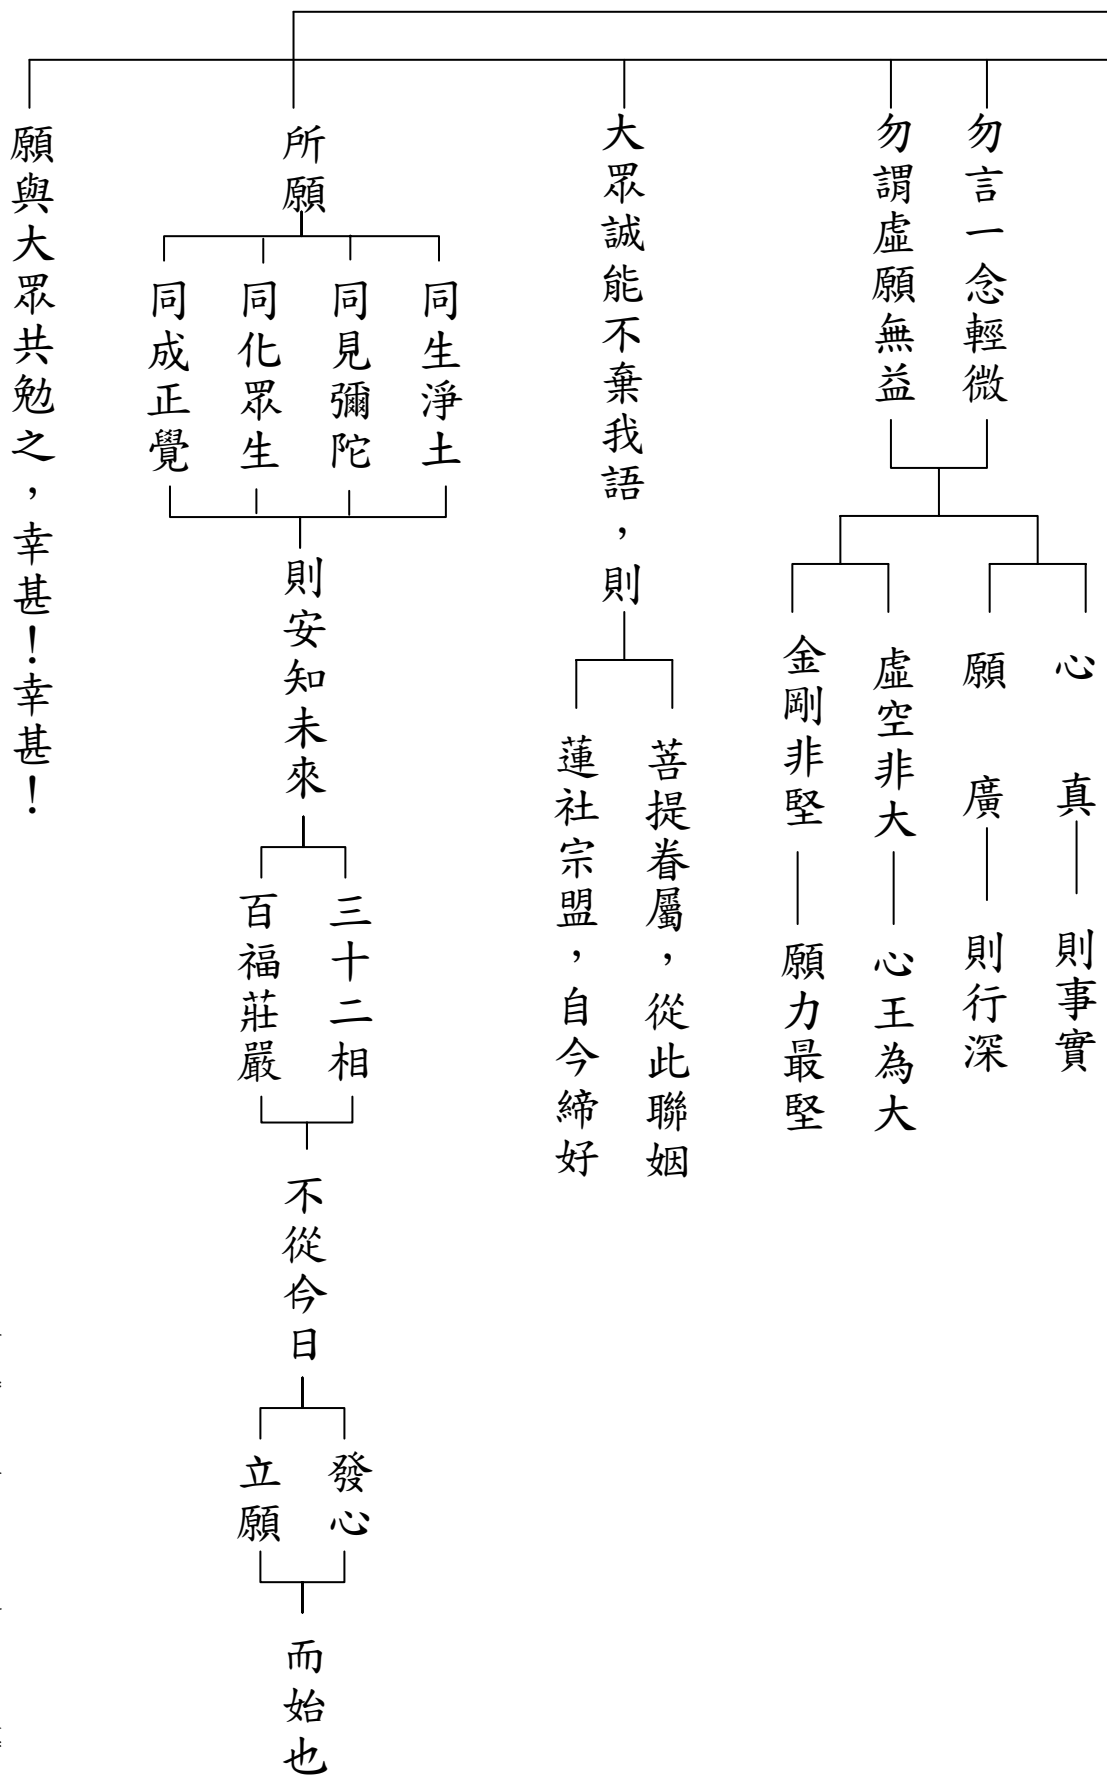 勿言一念輕微
勿謂虛願無益
心真
則事實
願廣
則行深
虛空非大
心王為大
金剛非堅
願力最堅
大眾誠能不棄我語，則
菩提眷屬，從此聯姻
蓮社宗盟，自今締好
所願
同生淨土
同見彌陀
同化眾生
同成正覺
則安知未來
三十二相
百福莊嚴
不從今日
發心
立願
而始也
願與大眾共勉之，幸甚！幸甚！